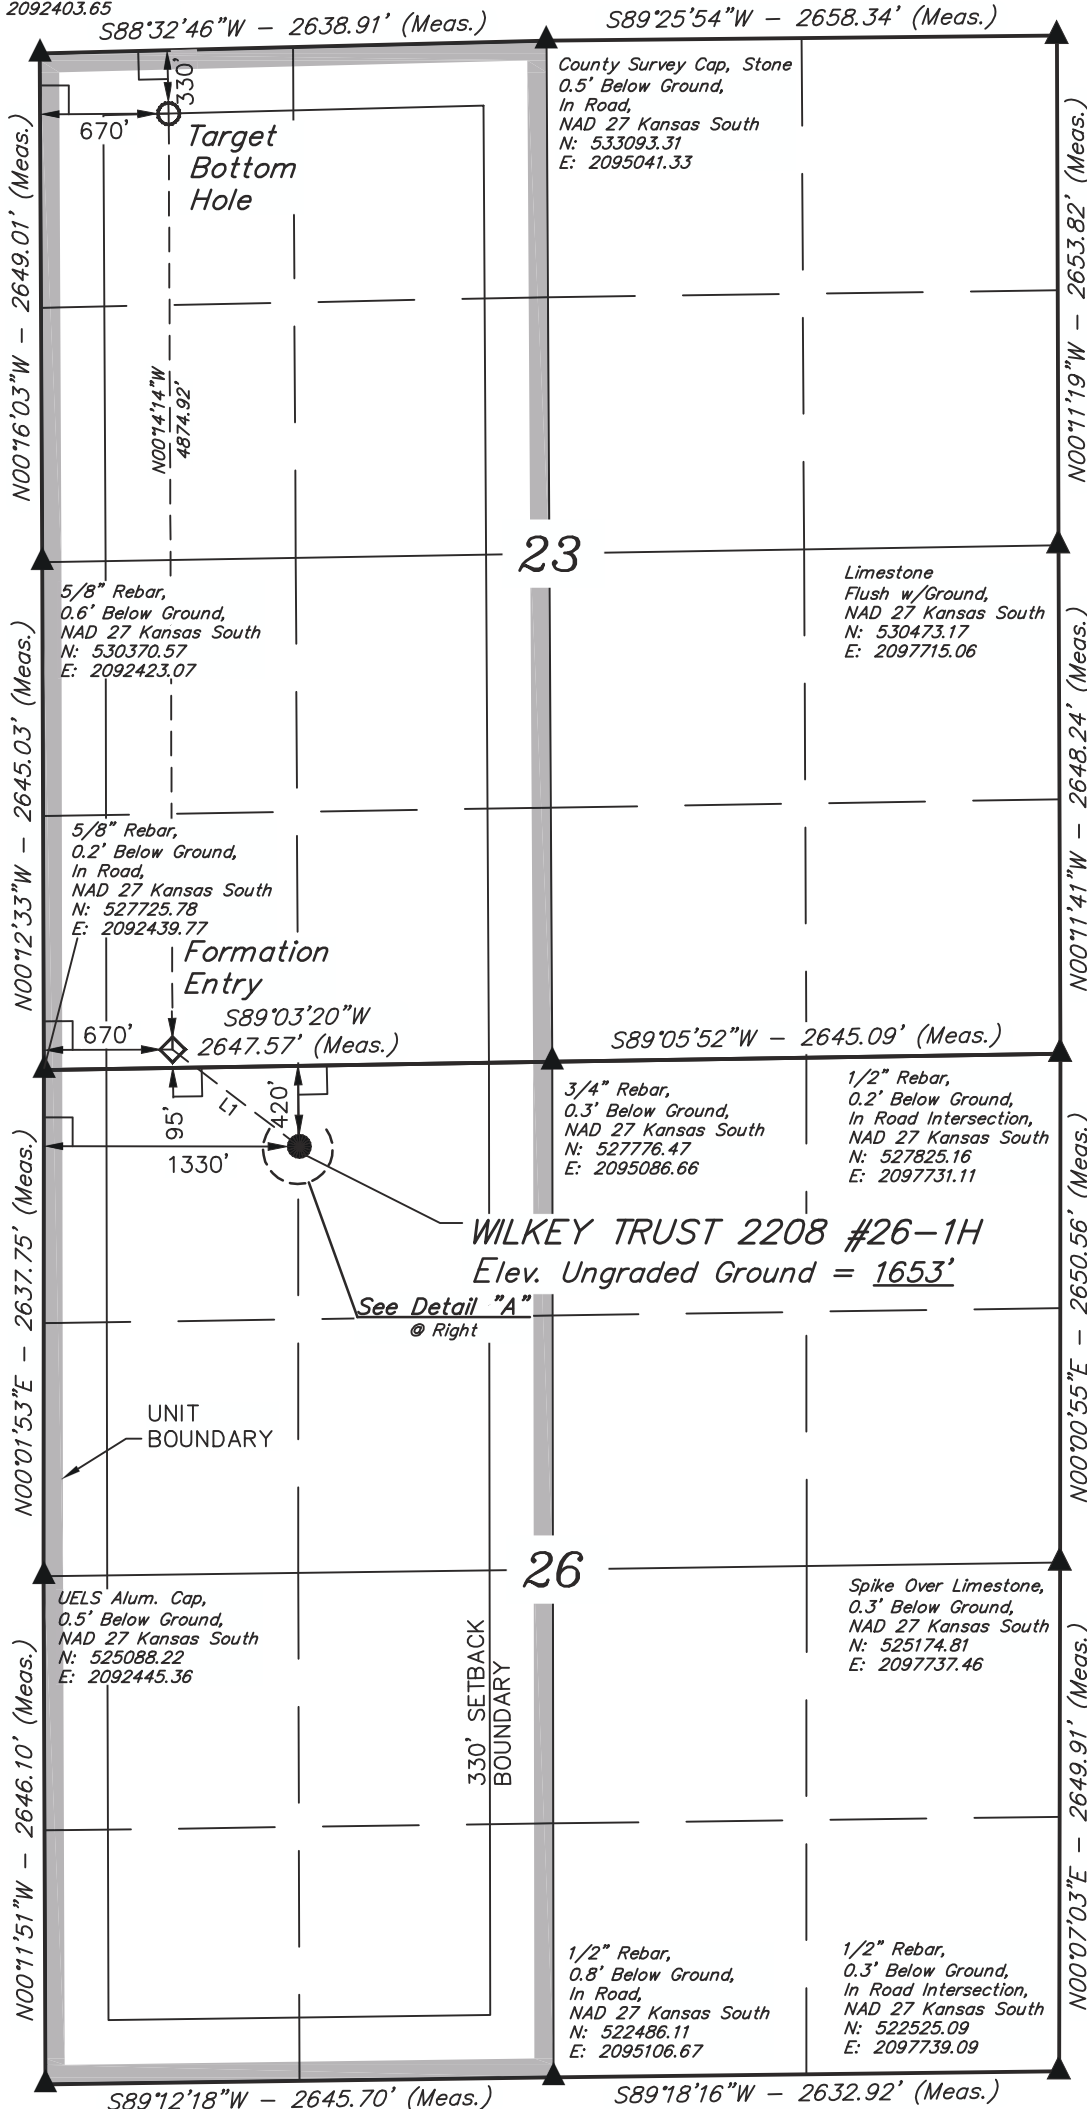 2092403.65
S88°32'46"W - 2638.91' (Meas.)
S89°25'54"W - 2658.34' (Meas.)
330'
670'
Target
Bottom
Hole
County Survey Cap, Stone
0.5' Below Ground,
In Road,
NAD 27 Kansas South
N: 533093.31
E: 2095041.33
N00°16'03"W - 2649.01' (Meas.)
N00°11'19"W - 2653.82' (Meas.)
N00°14'14"W
4874.92'
23
5/8" Rebar,
0.6' Below Ground,
NAD 27 Kansas South
N: 530370.57
E: 2092423.07
Limestone
Flush w/Ground,
NAD 27 Kansas South
N: 530473.17
E: 2097715.06
N00°12'33"W - 2645.03' (Meas.)
N00°11'41"W - 2648.24' (Meas.)
5/8" Rebar,
0.2' Below Ground,
In Road,
NAD 27 Kansas South
N: 527725.78
E: 2092439.77
Formation
Entry
670'
S89°03'20"W
2647.57' (Meas.)
S89°05'52"W - 2645.09' (Meas.)
95'
L1
420'
1330'
3/4" Rebar,
0.3' Below Ground,
NAD 27 Kansas South
N: 527776.47
E: 2095086.66
1/2" Rebar,
0.2' Below Ground,
In Road Intersection,
NAD 27 Kansas South
N: 527825.16
E: 2097731.11
WILKEY TRUST 2208 #26-1H
Elev. Ungraded Ground = 1653'
See Detail "A"
@ Right
N00°01'53"E - 2637.75' (Meas.)
N00°00'55"E - 2650.56' (Meas.)
UNIT
BOUNDARY
26
UELS Alum. Cap,
0.5' Below Ground,
NAD 27 Kansas South
N: 525088.22
E: 2092445.36
Spike Over Limestone,
0.3' Below Ground,
NAD 27 Kansas South
N: 525174.81
E: 2097737.46
330' SETBACK
BOUNDARY
N00°11'51"W - 2646.10' (Meas.)
N00°07'03"E - 2649.91' (Meas.)
1/2" Rebar,
0.8' Below Ground,
In Road,
NAD 27 Kansas South
N: 522486.11
E: 2095106.67
1/2" Rebar,
0.3' Below Ground,
In Road Intersection,
NAD 27 Kansas South
N: 522525.09
E: 2097739.09
S89°12'18"W - 2645.70' (Meas.)
S89°18'16"W - 2632.92' (Meas.)